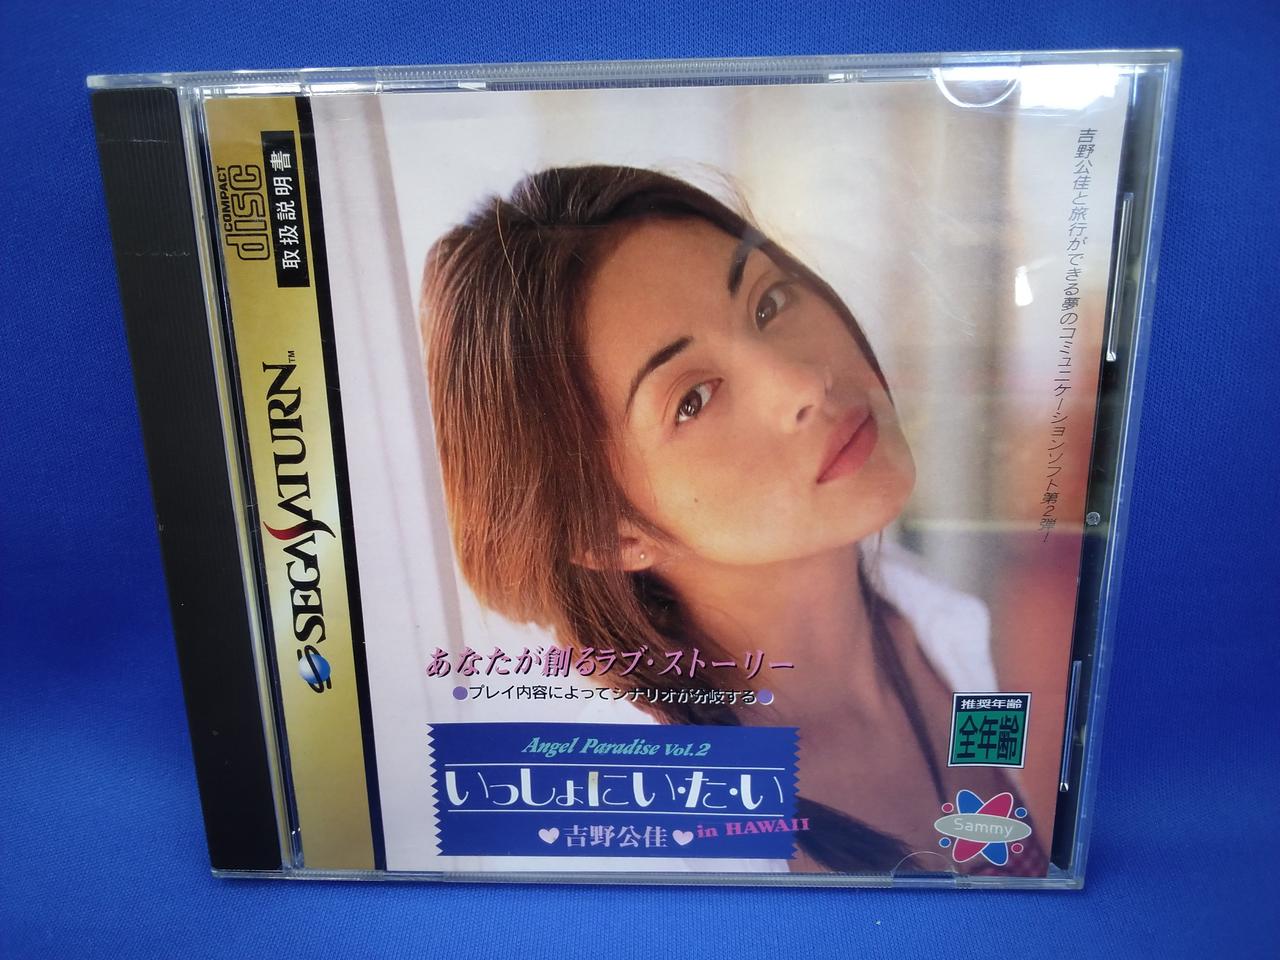 COMPACT
disc
取扱説明書
SEGA SATURN™
吉野公佳と旅行ができる夢のコミュニケーションソフト第2弾!
あなたが創るラブ・ストーリー
●プレイ内容によってシナリオが分岐する●
Angel Paradise Vol.2
いっしょにい・た・い
♥吉野公佳♥in HAWAII
推奨年齢
全年齢
Sammy